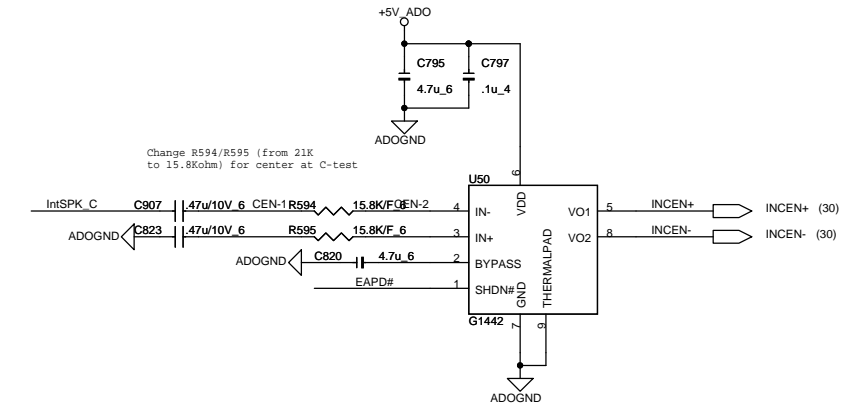 +5V_ADO
C795
C797
4.7u_6
.1u_4
ADOGND
Change R594/R595 (from 21K
to 15.8Kohm) for center at C-test
U50
6
VDD
IntSPK_C
C907
.47u/10V_6
CEN-1
R594
15.8K/F_6
CEN-2
4
IN-
VO1
5
INCEN+
INCEN+ (30)
ADOGND
C823
.47u/10V_6
R595
15.8K/F_6
3
IN+
VO2
8
INCEN-
INCEN- (30)
ADOGND
C820
4.7u_6
2
BYPASS
EAPD#
1
SHDN#
GND
THERMALPAD
G1442
7
9
ADOGND